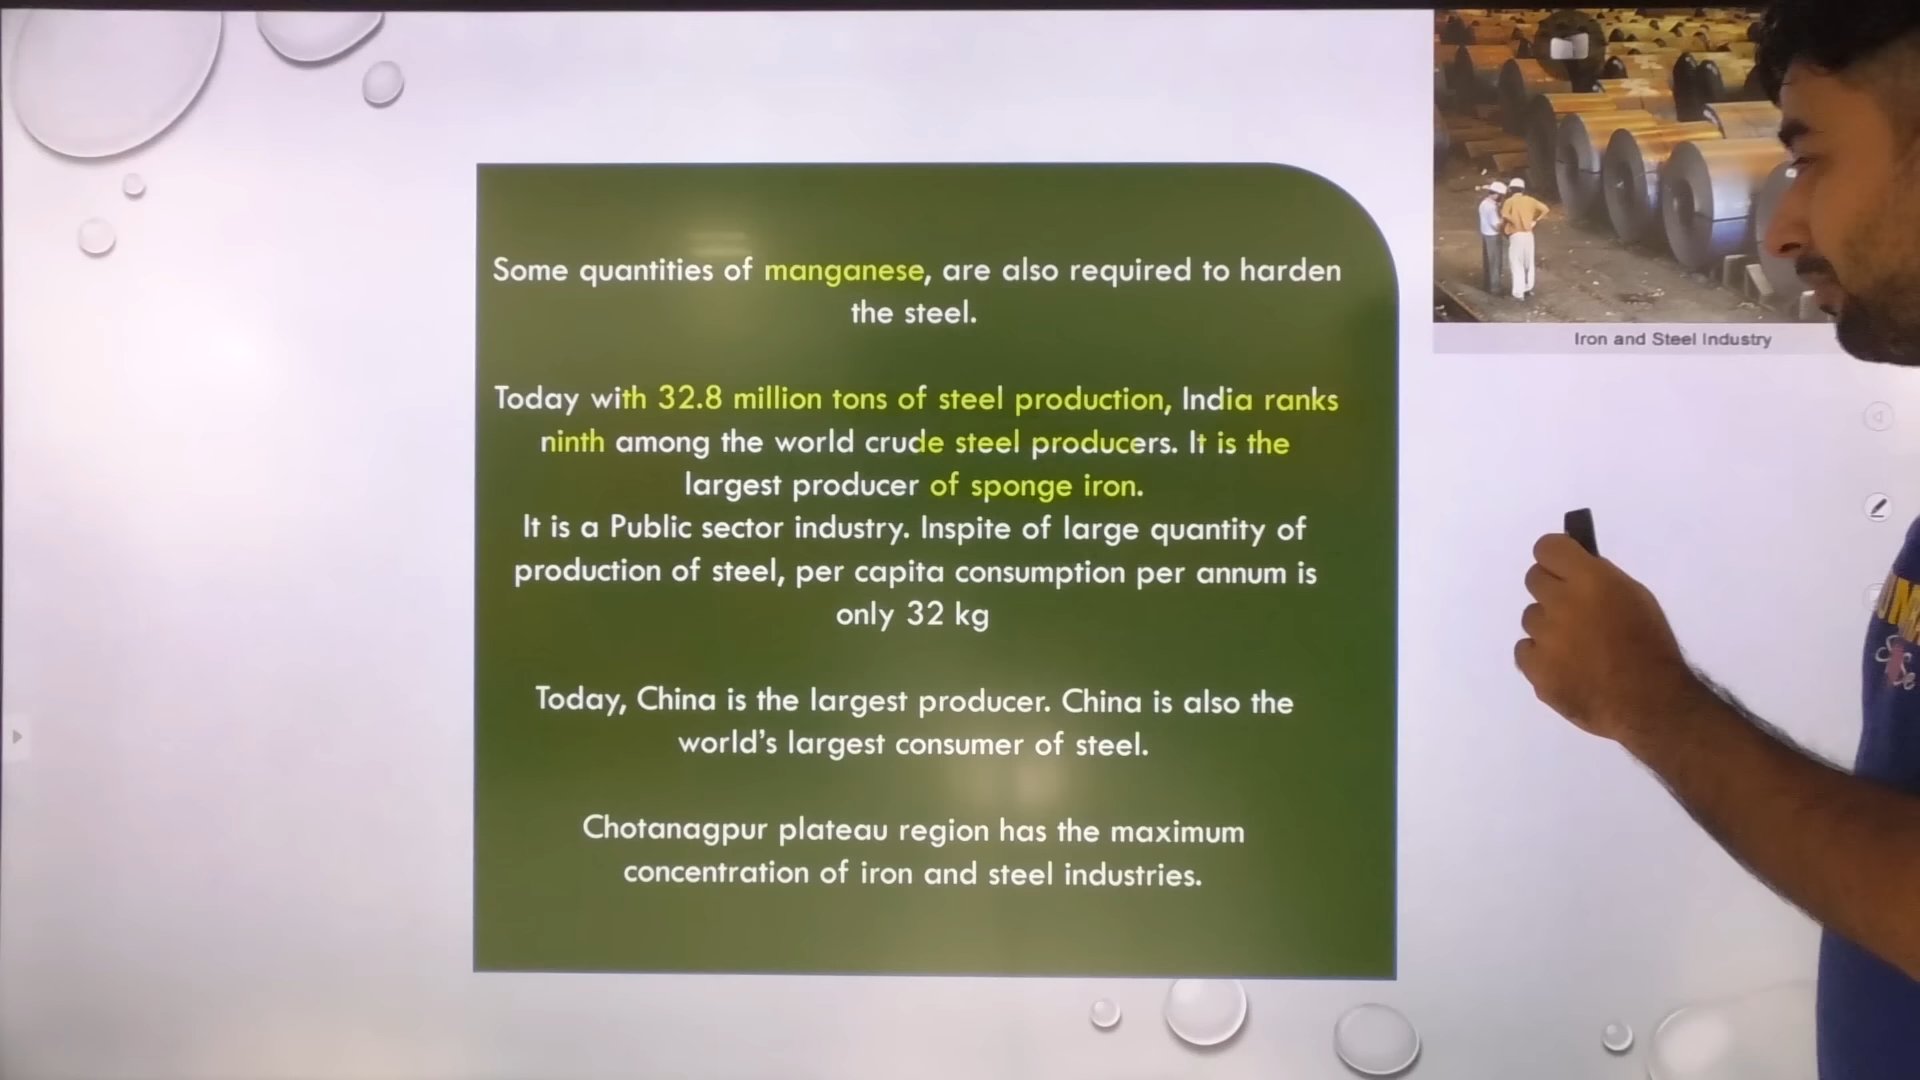 Some quantities of manganese, are also required to harden
the steel.
Today with 32.8 million tons of steel production, India ranks
ninth among the world crude steel producers. It is the
largest producer of sponge iron.
It is a Public sector industry. Inspite of large quantity of
production of steel, per capita consumption per annum is
only 32 kg
Today, China is the largest producer. China is also the
world's largest consumer of steel.
Chotanagpur plateau region has the maximum
concentration of iron and steel industries.
Iron and Steel Industry